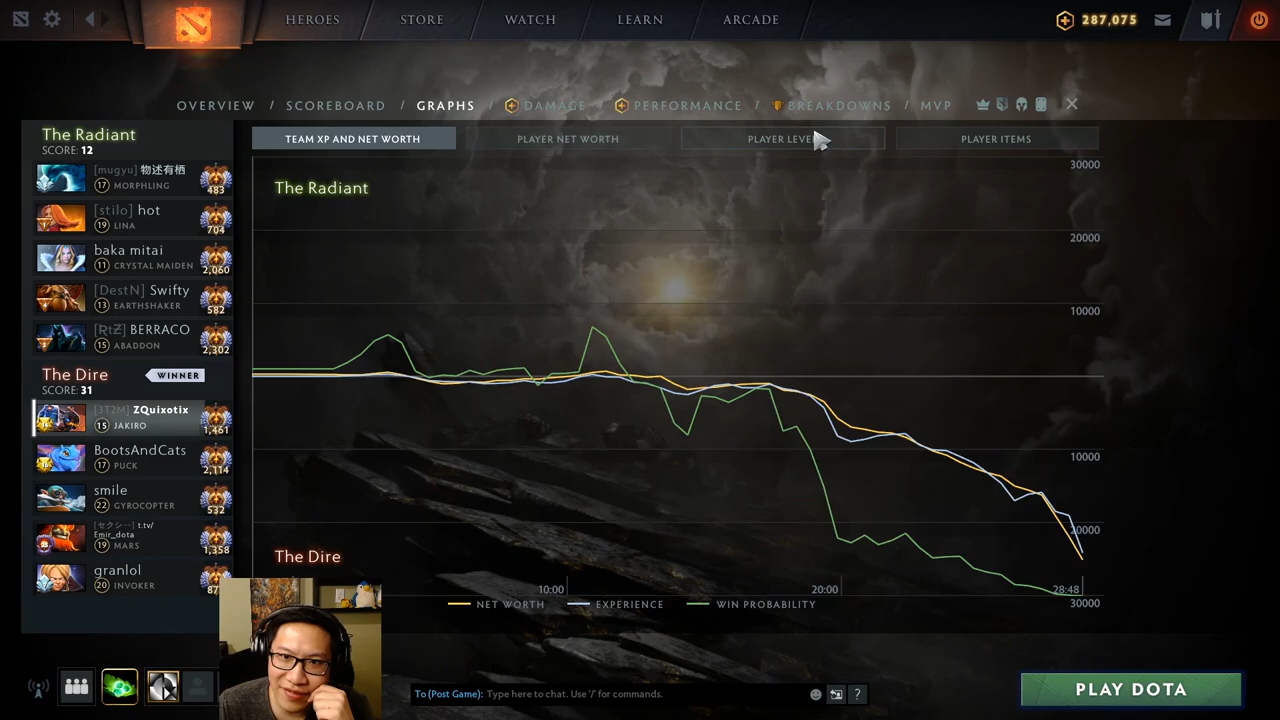 HEROES
STORE
WATCH
LEARN
ARCADE
287,075
OVERVIEW / SCOREBOARD / GRAPHS / DAMAGE / PERFORMANCE / BREAKDOWNS / MVP
The Radiant
SCORE: 12
[mugyu] 物述有栖
17 MORPHLING
483
[stilo] hot
19 LINA
704
baka mitai
11 CRYSTAL MAIDEN
2,060
[DestN] Swifty
13 EARTHSHAKER
582
[RtZ] BERRACO
15 ABADDON
2,302
The Dire
WINNER
SCORE: 31
[3T2M] ZQuixotix
15 JAKIRO
1,461
BootsAndCats
17 PUCK
2,114
smile
22 GYROCOPTER
532
[セクシー] t.tv/
Emir_dota
19 MARS
1,358
granlol
20 INVOKER
TEAM XP AND NET WORTH
PLAYER NET WORTH
PLAYER LEVEL
PLAYER ITEMS
The Radiant
30000
20000
10000
10000
20000
30000
The Dire
10:00
20:00
28:48
NET WORTH
EXPERIENCE
WIN PROBABILITY
To (Post Game): Type here to chat. Use '/' for commands.
?
PLAY DOTA